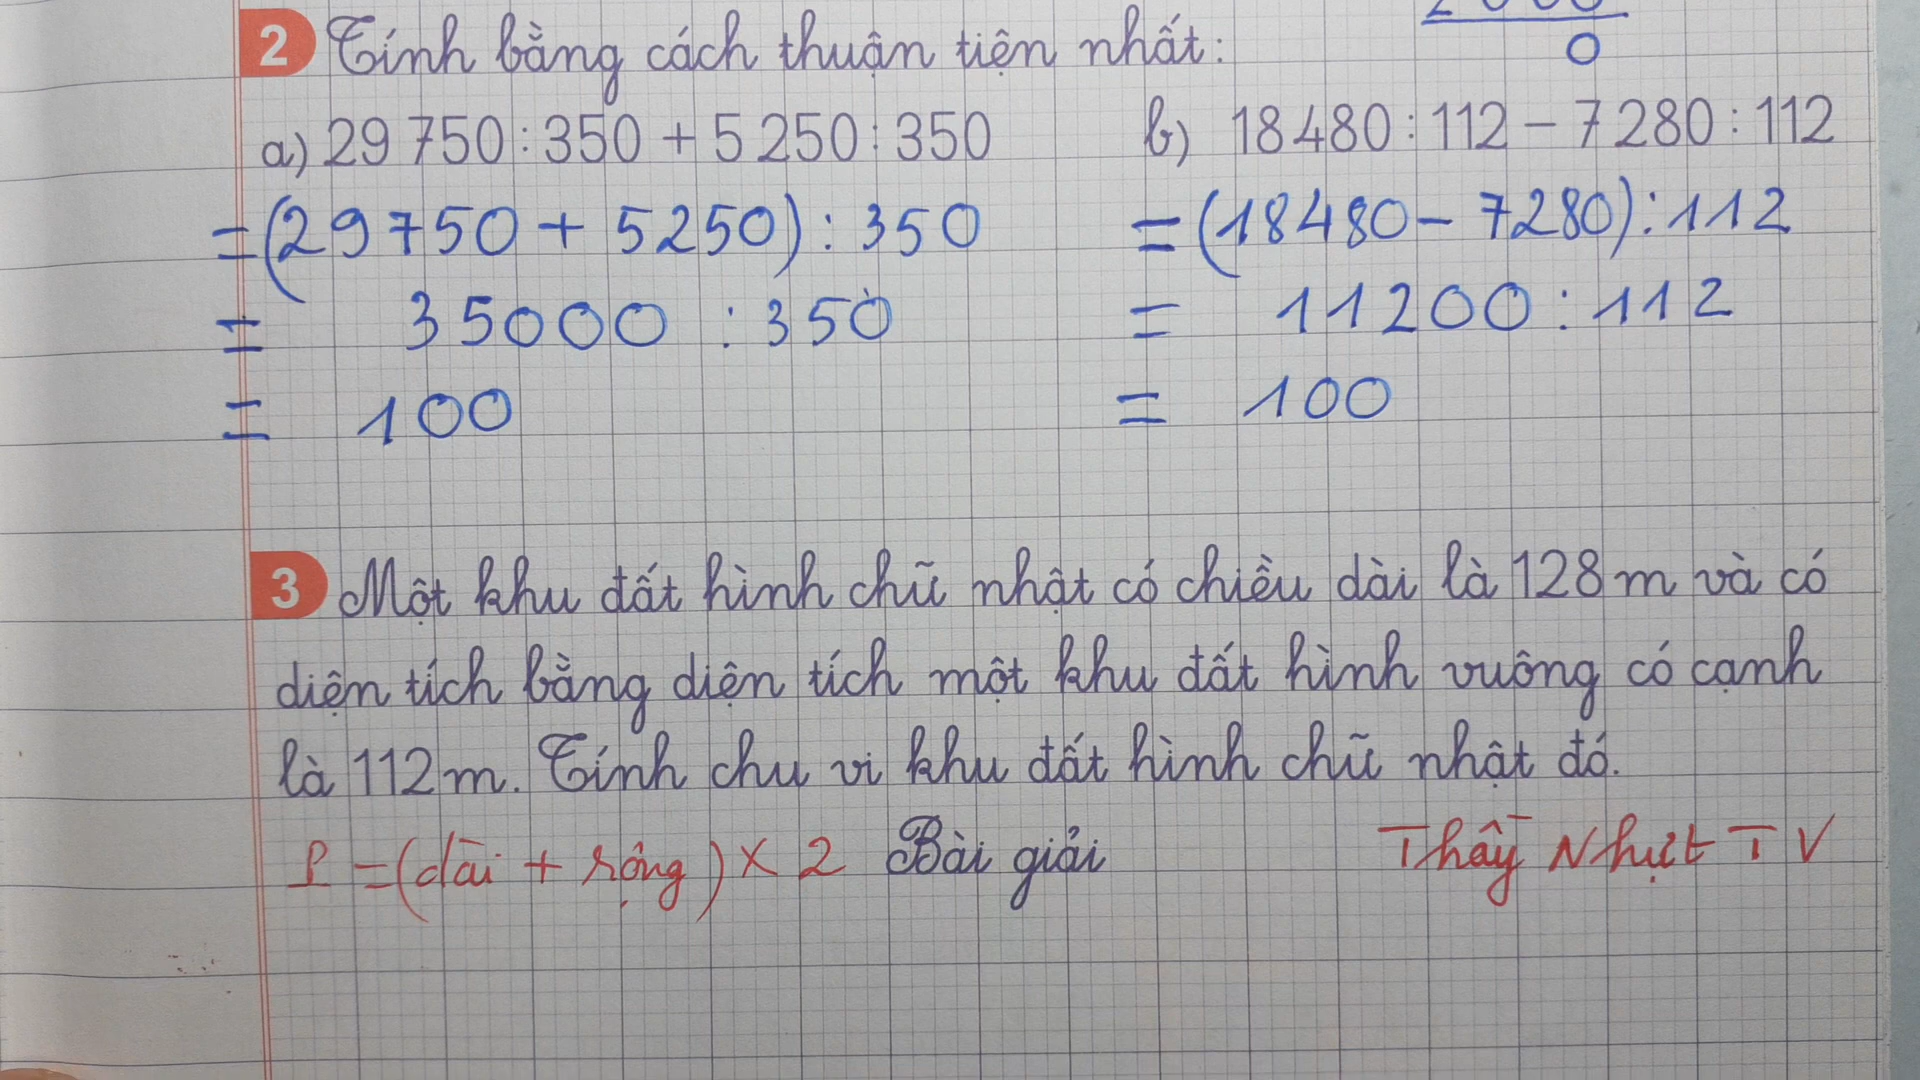 2000
0
2 Tính bằng cách thuận tiện nhất:
a) 29 750 : 350 + 5 250 : 350
b) 18 480 : 112 - 7 280 : 112
= (29750 + 5250) : 350
= (18480 - 7280) : 112
= 35000 : 350
= 11200 : 112
= 100
= 100
3 Một khu đất hình chữ nhật có chiều dài là 128 m và có
diện tích bằng diện tích một khu đất hình vuông có cạnh
là 112 m. Tính chu vi khu đất hình chữ nhật đó.
P = (dài + rộng) x 2 Bài giải Thầy Nhựt TV